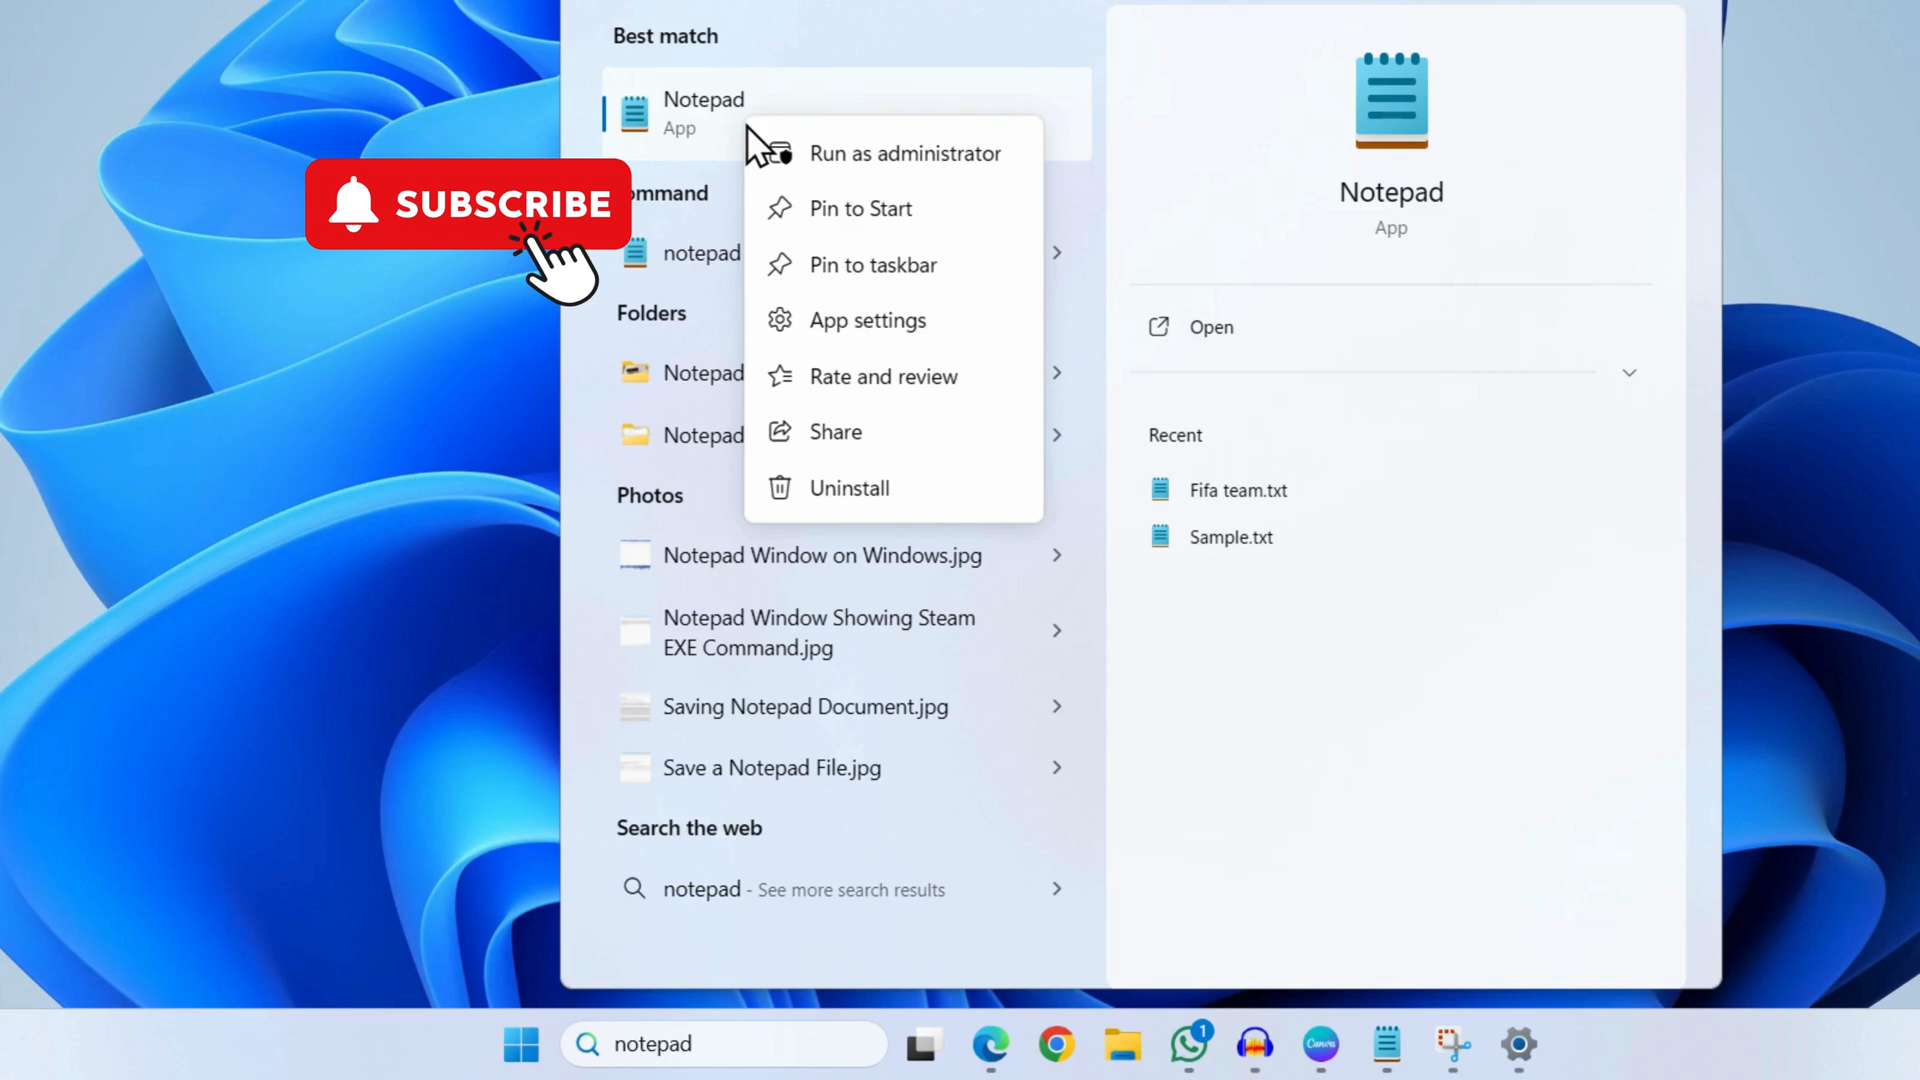 Best match
Notepad
App
Run as administrator
SUBSCRIBE
ommand
Pin to Start
notepad
Pin to taskbar
Folders
App settings
Notepad
Rate and review
Notepad
Share
Photos
Uninstall
Notepad Window on Windows.jpg
Notepad Window Showing Steam
EXE Command.jpg
Saving Notepad Document.jpg
Save a Notepad File.jpg
Search the web
notepad - See more search results
Notepad
App
Open
Recent
Fifa team.txt
Sample.txt
notepad
1
Canva